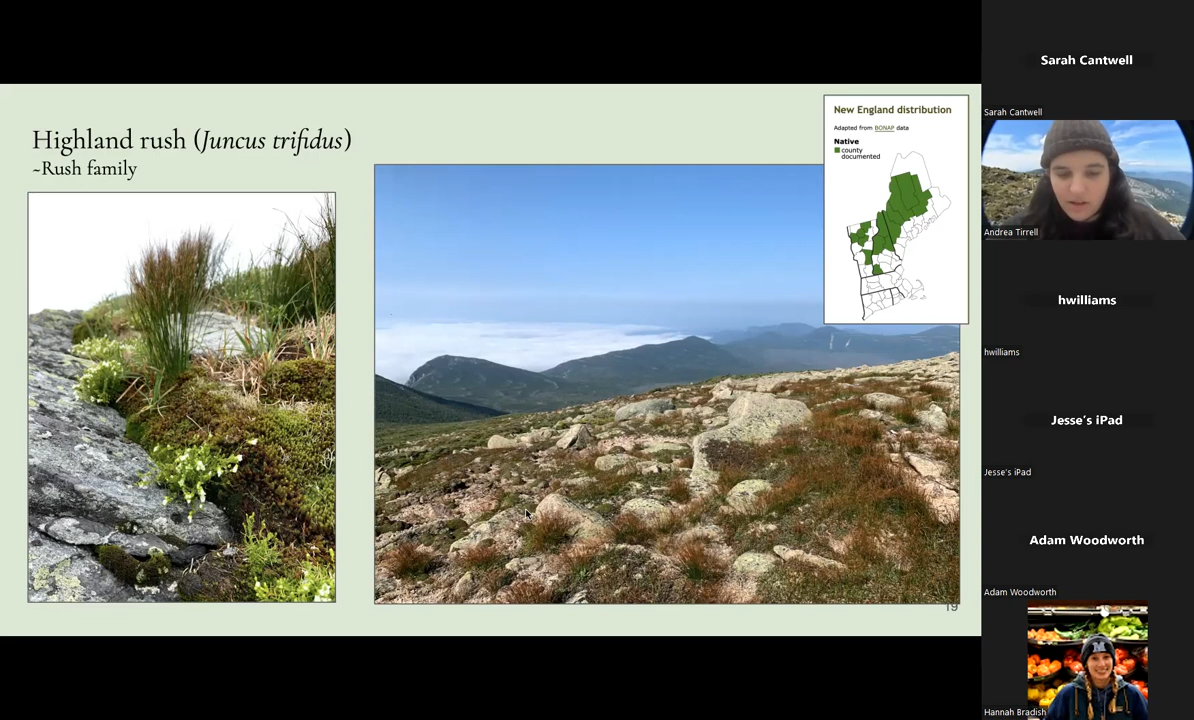 Highland rush (Juncus trifidus)
~Rush family
New England distribution
Adapted from BONAP data
Native
county
documented
19
Sarah Cantwell
Sarah Cantwell
Andrea Tirrell
hwilliams
hwilliams
Jesse's iPad
Jesse's iPad
Adam Woodworth
Adam Woodworth
M
Hannah Bradish